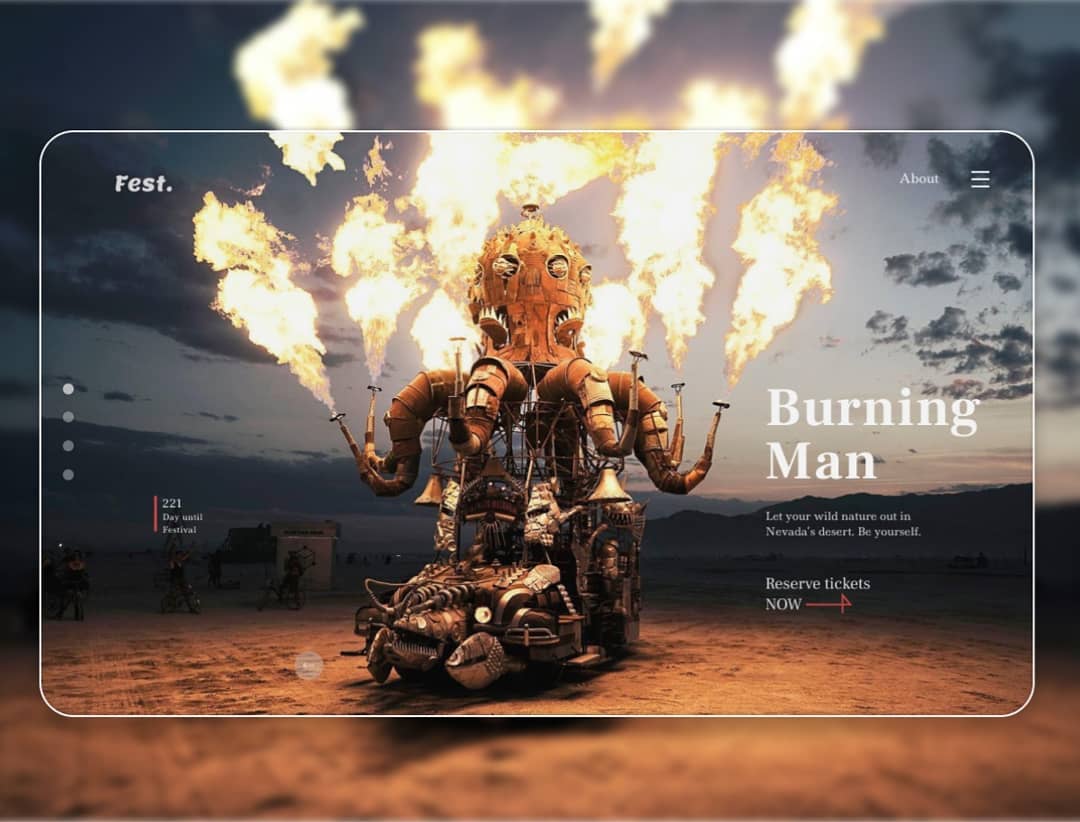 Fest.
About
Burning
Man
221
Day until
Festival
Let your wild nature out in
Nevada's desert. Be yourself.
Reserve tickets
NOW